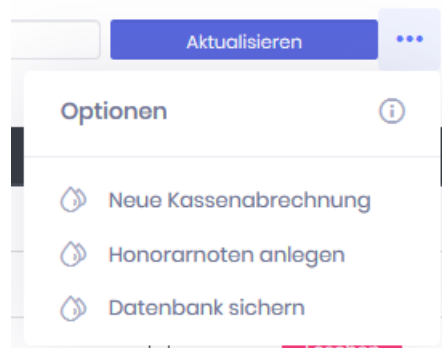 Aktualisieren
Optionen
Neue Kassenabrechnung
Honorarnoten anlegen
Datenbank sichern